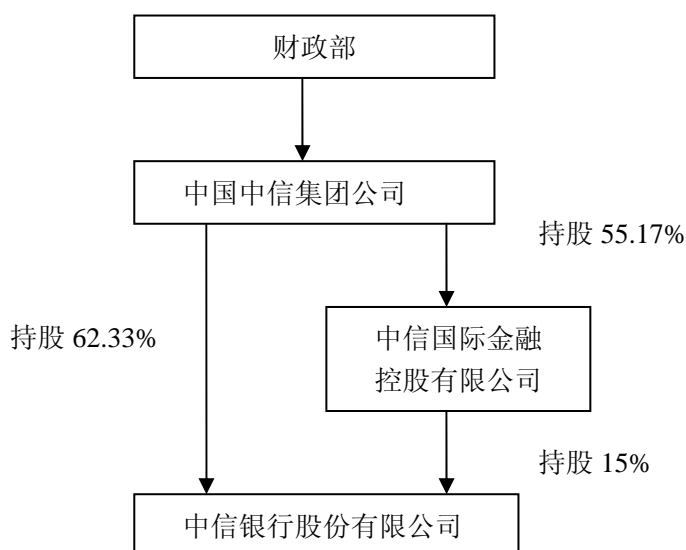 财政部
中国中信集团公司
持股 55.17%
持股 62.33%
中信国际金融
控股有限公司
持股 15%
中信银行股份有限公司